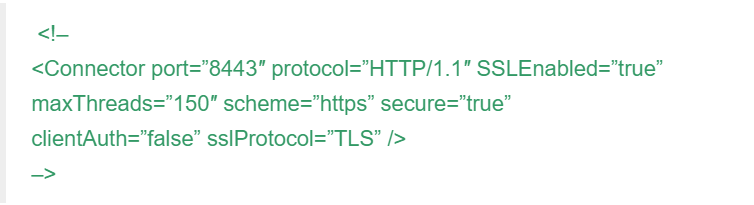 <!–
<Connector port=”8443″ protocol=”HTTP/1.1″ SSLEnabled=”true”
maxThreads=”150″ scheme=”https” secure=”true”
clientAuth=”false” sslProtocol=”TLS” />
–>